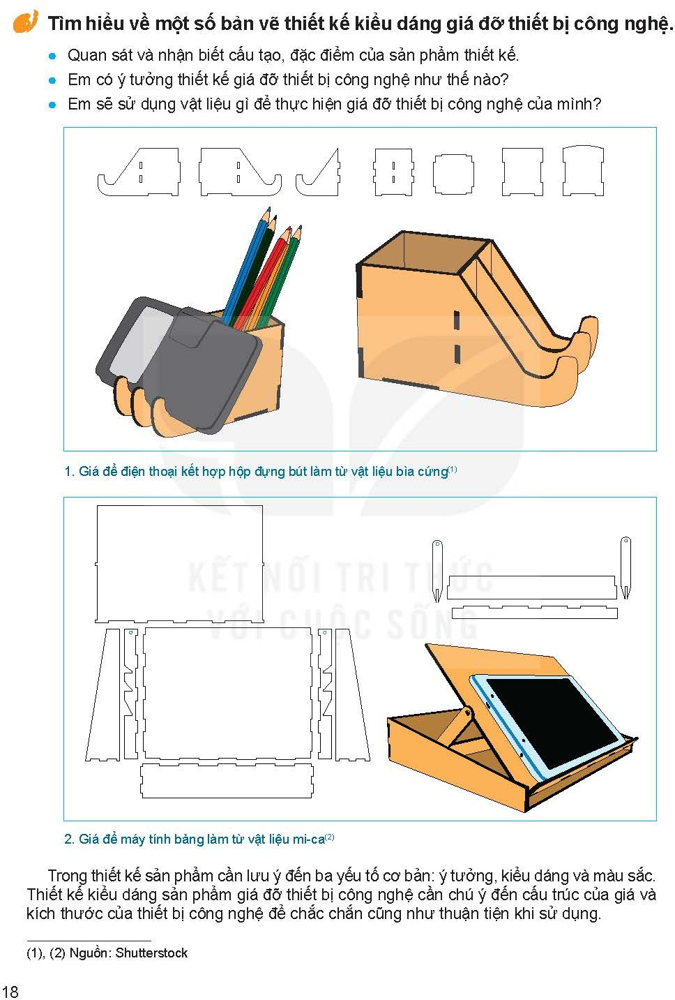 Tìm hiểu về một số bản vẽ thiết kế kiểu dáng giá đỡ thiết bị công nghệ.
• Quan sát và nhận biết cấu tạo, đặc điểm của sản phẩm thiết kế.
• Em có ý tưởng thiết kế giá đỡ thiết bị công nghệ như thế nào?
• Em sẽ sử dụng vật liệu gì để thực hiện giá đỡ thiết bị công nghệ của mình?
1. Giá để điện thoại kết hợp hộp đựng bút làm từ vật liệu bìa cứng(1)
KẾT NỐI TRI THỨC
VỚI CUỘC SỐNG
2. Giá để máy tính bảng làm từ vật liệu mi-ca(2)
Trong thiết kế sản phẩm cần lưu ý đến ba yếu tố cơ bản: ý tưởng, kiểu dáng và màu sắc.
Thiết kế kiểu dáng sản phẩm giá đỡ thiết bị công nghệ cần chú ý đến cấu trúc của giá và
kích thước của thiết bị công nghệ để chắc chắn cũng như thuận tiện khi sử dụng.
(1), (2) Nguồn: Shutterstock
18